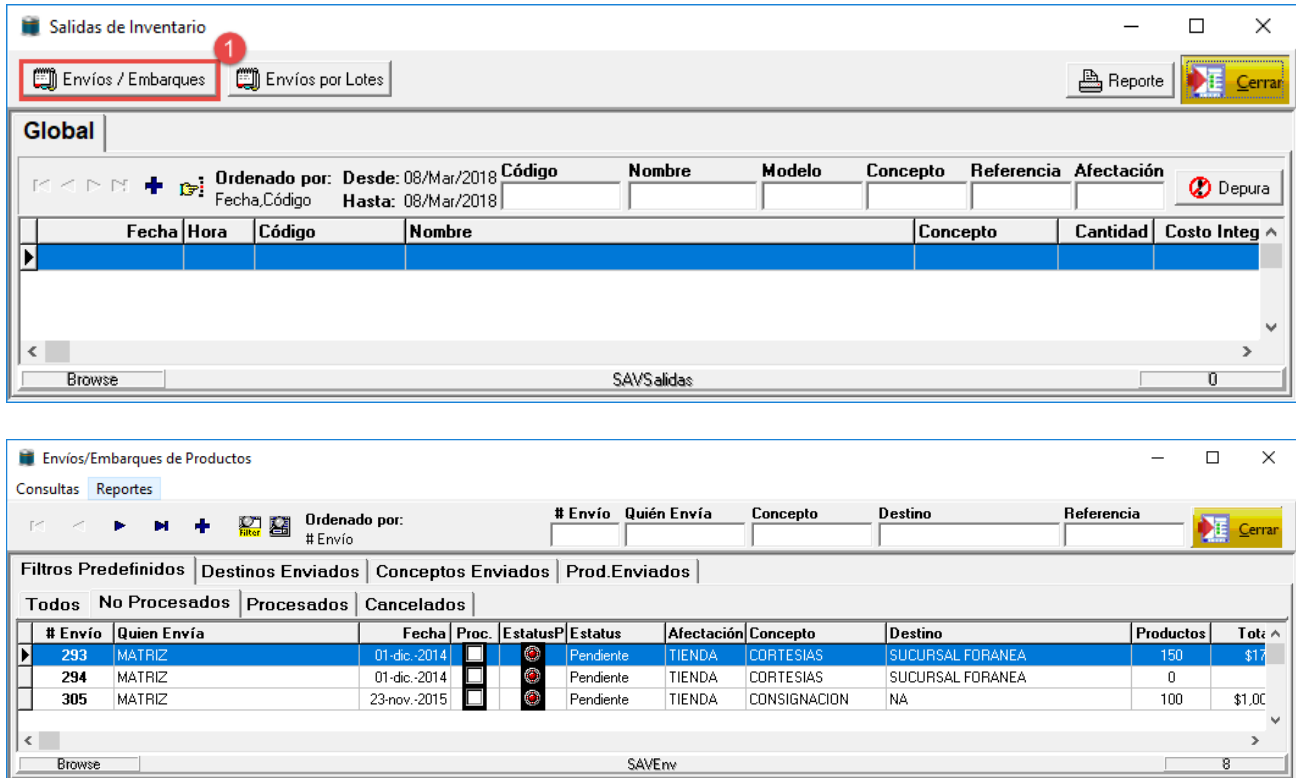 Salidas de Inventario
1
Envíos / Embarques Envíos por Lotes Reporte Cerrar
Global
Ordenado por: Desde: 08/Mar/2018 Código Nombre Modelo Concepto Referencia Afectación
Fecha,Código Hasta: 08/Mar/2018 Depura
Fecha Hora Código Nombre Concepto Cantidad Costo Integ
Browse SAVSalidas 0
Envíos/Embarques de Productos
Consultas Reportes
Filter Ordenado por: # Envío Quién Envía Concepto Destino Referencia Cerrar
# Envío
Filtros Predefinidos Destinos Enviados Conceptos Enviados Prod.Enviados
Todos No Procesados Procesados Cancelados
# Envío Quien Envía Fecha Proc. EstatusP Estatus Afectación Concepto Destino Productos Tota
293 MATRIZ 01-dic.-2014 Pendiente TIENDA CORTESIAS SUCURSAL FORANEA 150 $17
294 MATRIZ 01-dic.-2014 Pendiente TIENDA CORTESIAS SUCURSAL FORANEA 0
305 MATRIZ 23-nov.-2015 Pendiente TIENDA CONSIGNACION NA 100 $1,00
Browse SAVEnv 8